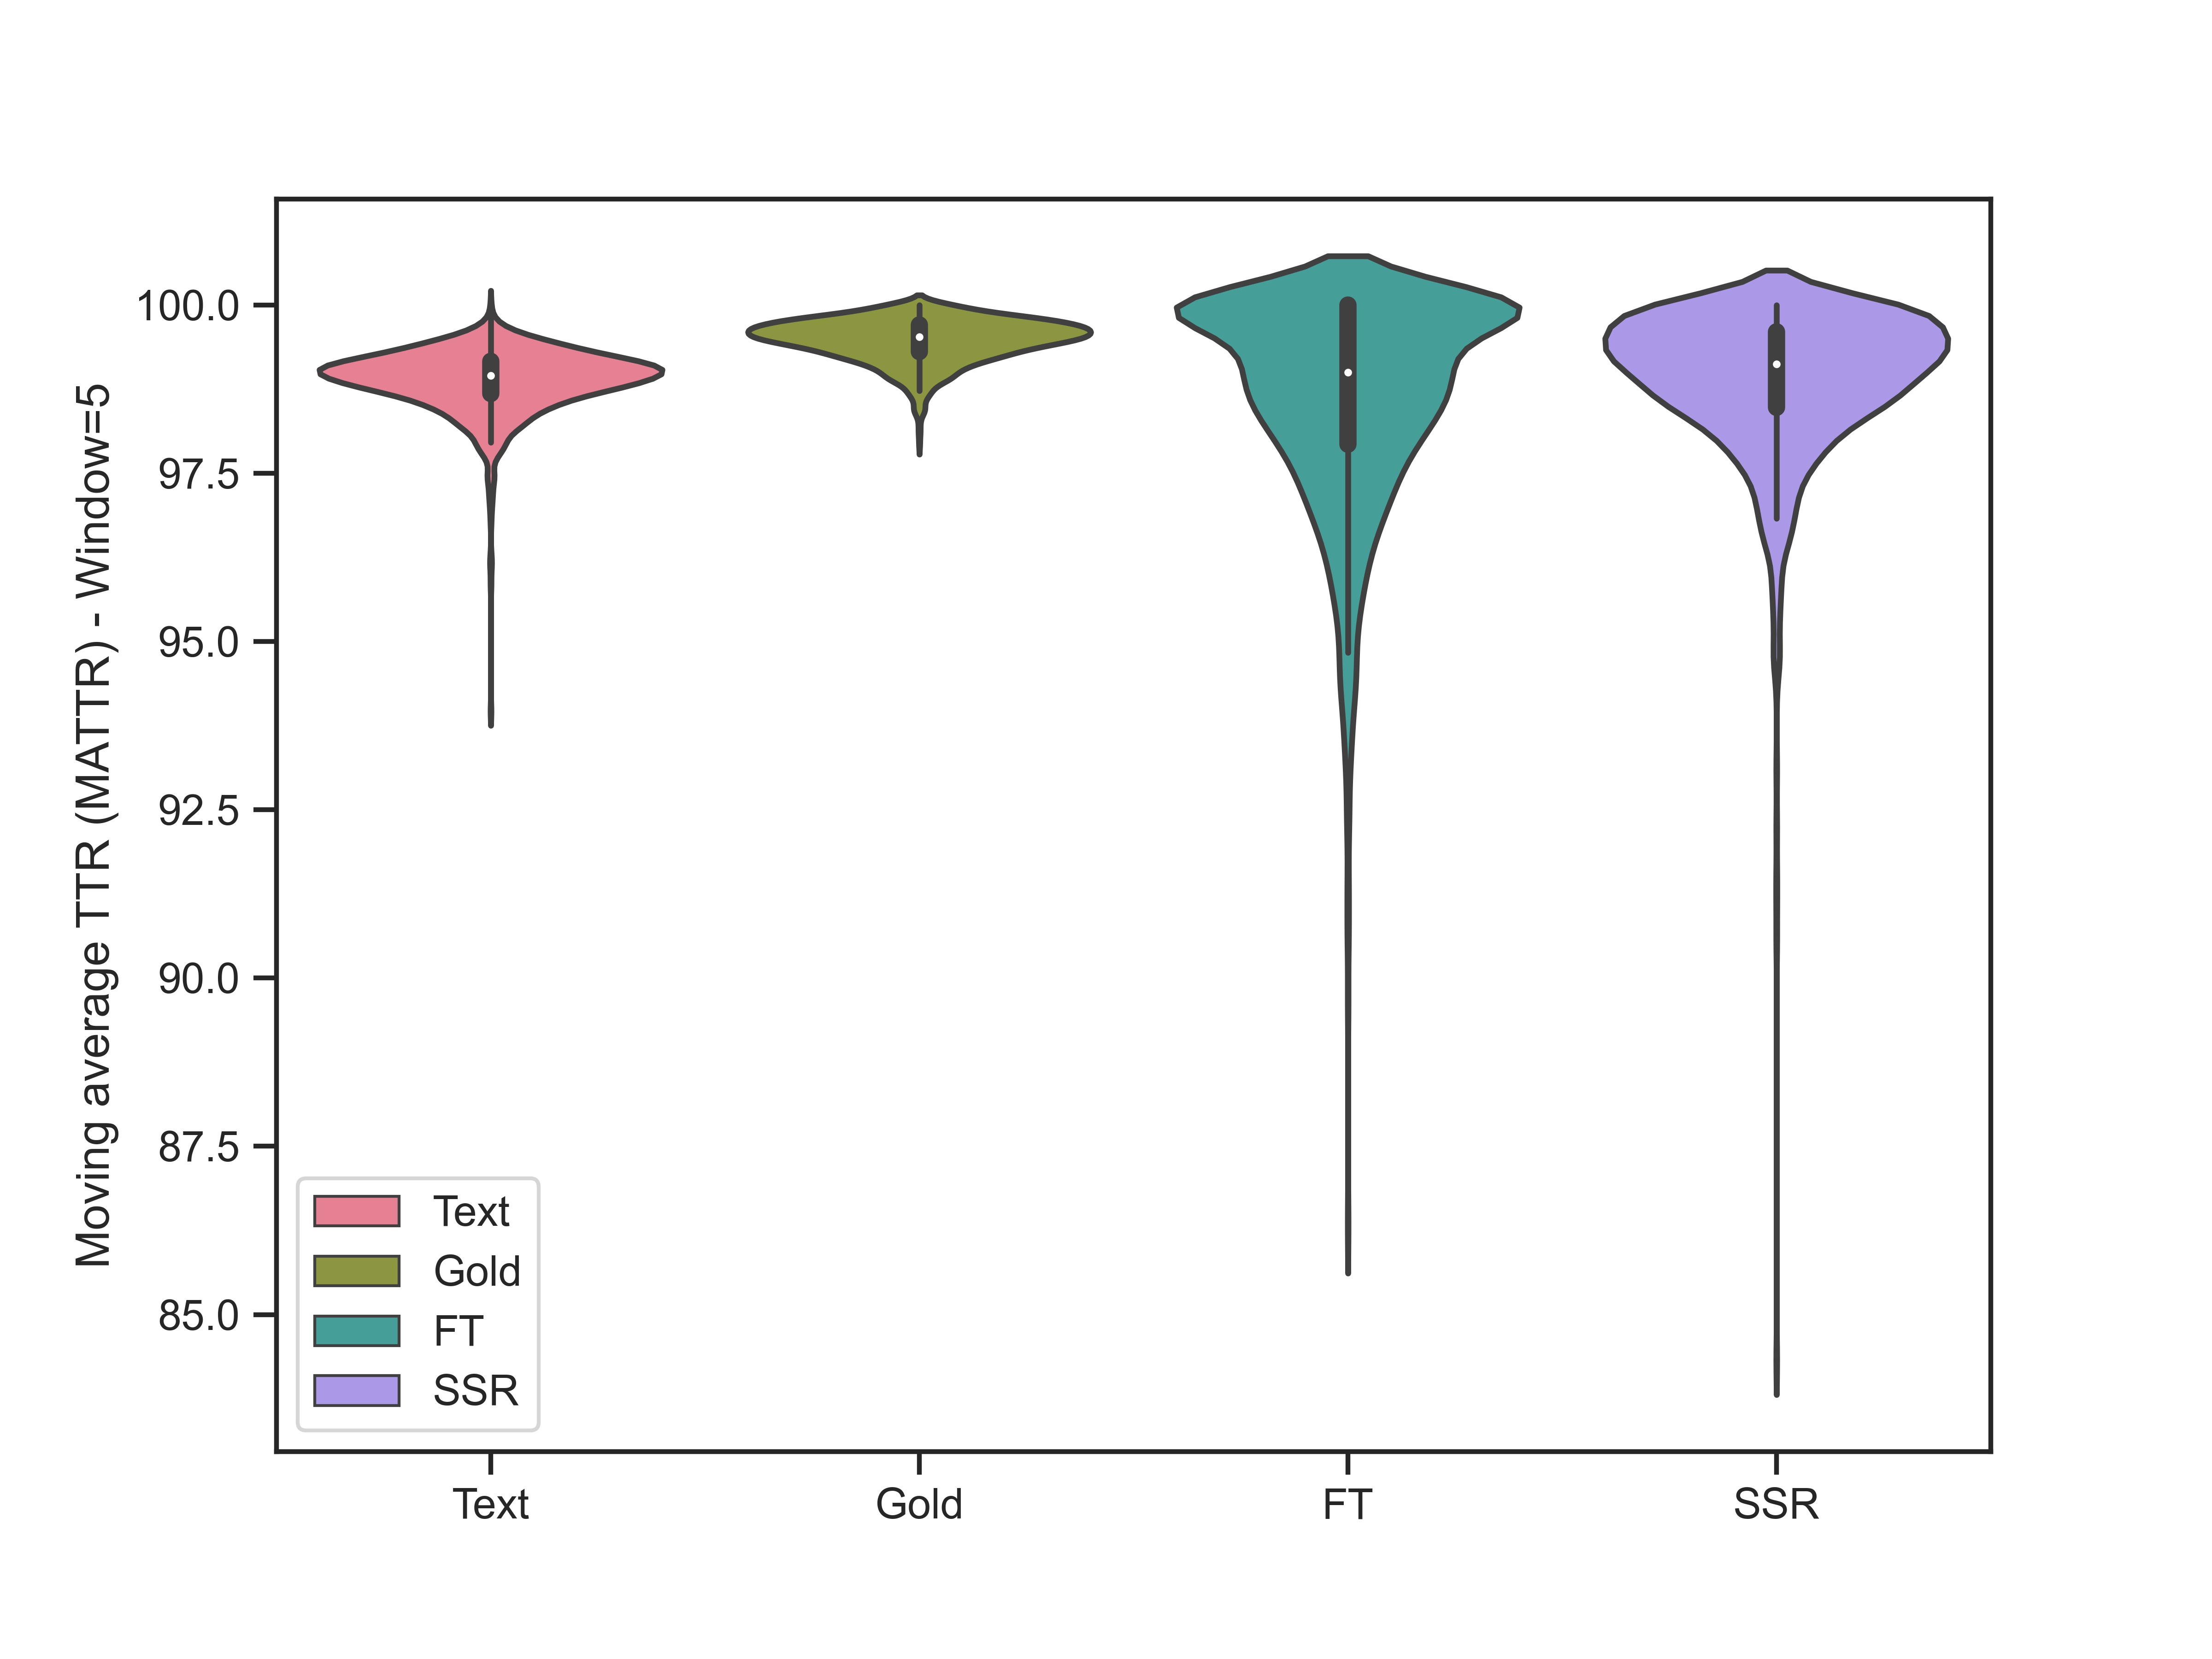 Moving average TTR (MATTR) - Window=5
100.0
97.5
95.0
92.5
90.0
87.5
85.0
Text
Gold
FT
SSR
Text
Gold
FT
SSR